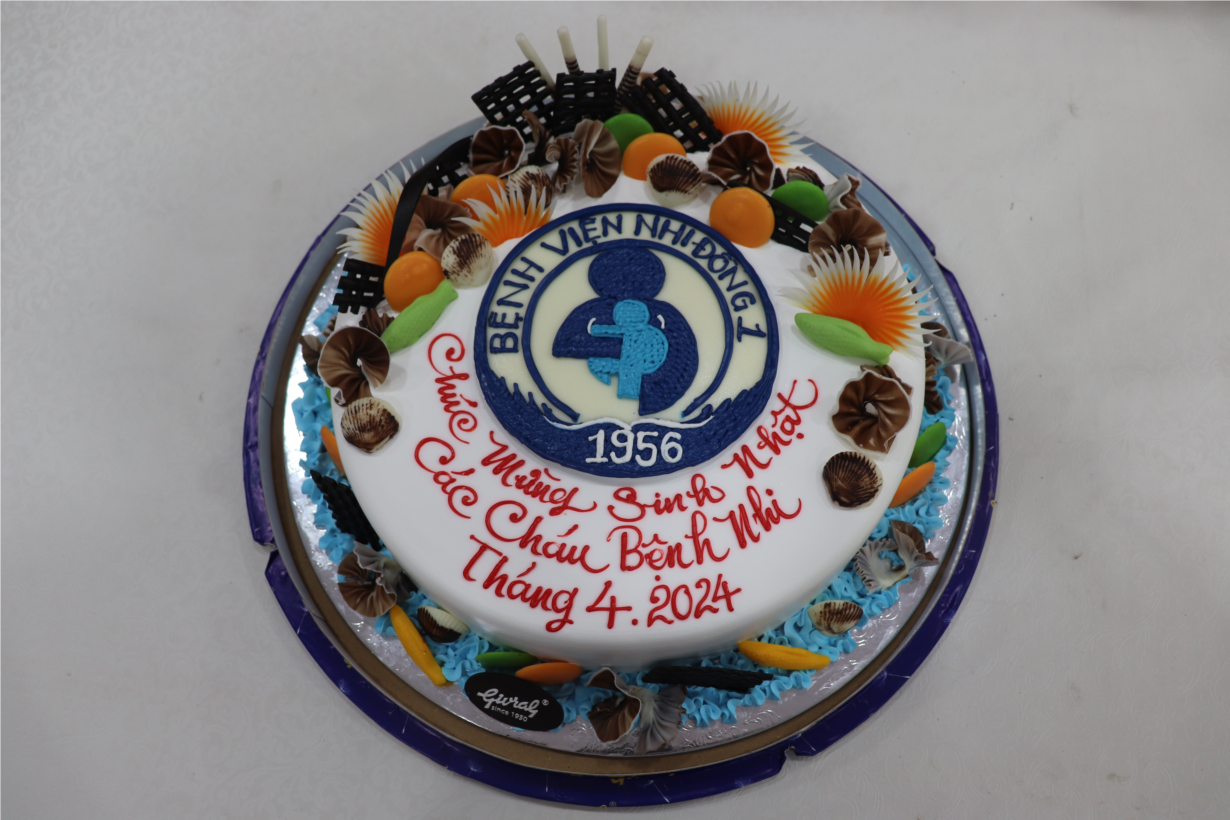 BỆNH VIỆN NHI ĐỒNG 1
1956
Chúc Mừng Sinh Nhật
Các Cháu Bệnh Nhi
Tháng 4.2024
Givral®
since 1950